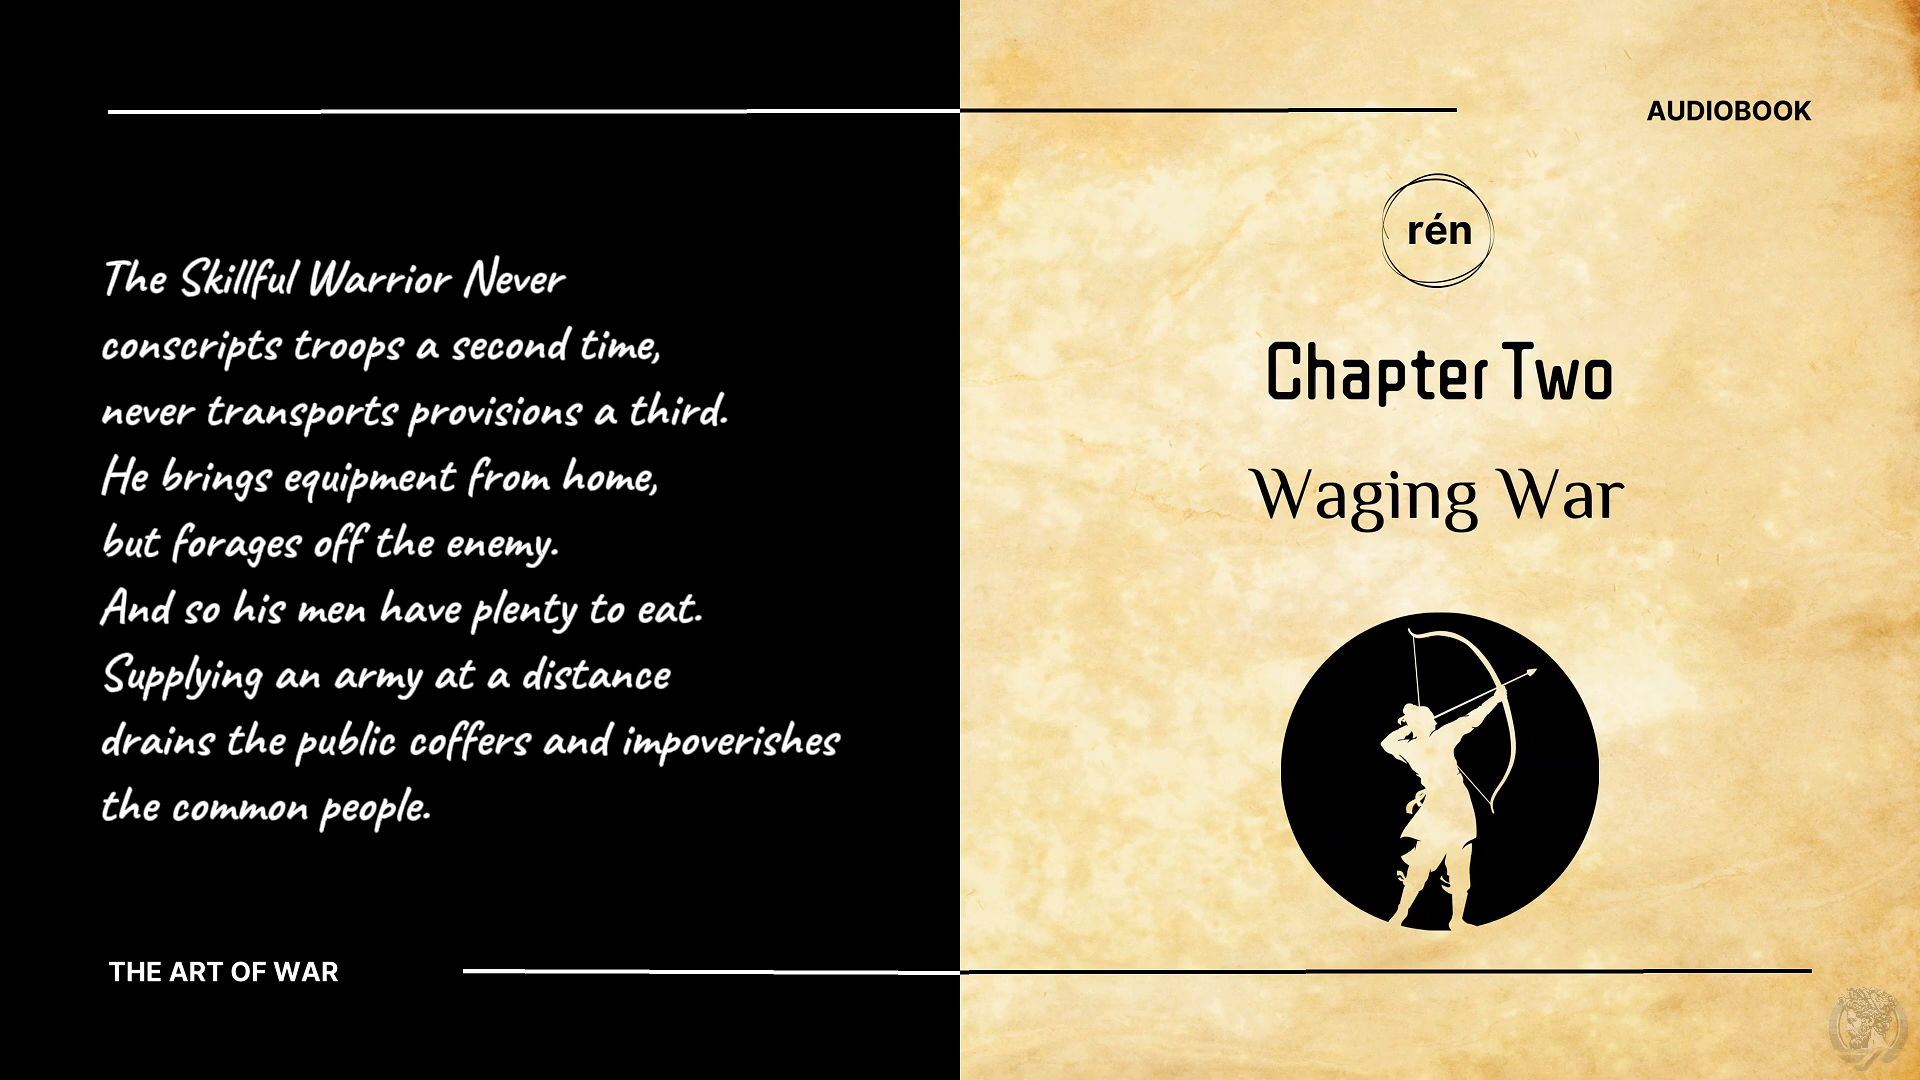 The Skillful Warrior Never
conscripts troops a second time,
never transports provisions a third.
He brings equipment from home,
but forages off the enemy.
And so his men have plenty to eat.
Supplying an army at a distance
drains the public coffers and impoverishes
the common people.
THE ART OF WAR
AUDIOBOOK
rén
Chapter Two
Waging War